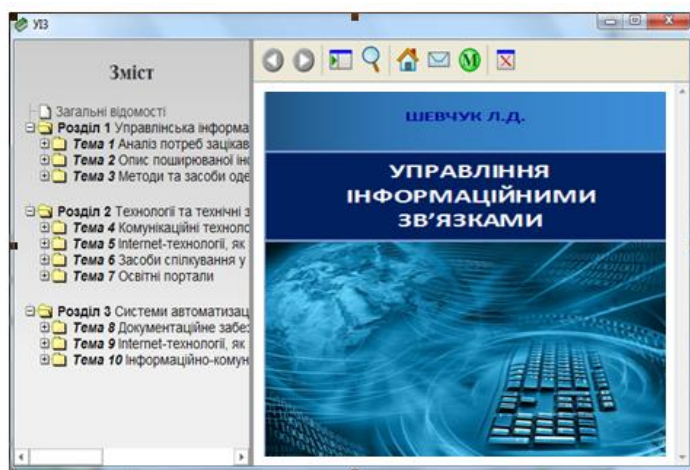 УІЗ
Зміст
Загальні відомості
Розділ 1 Управлінська інформа
Тема 1 Аналіз потреб зацікав
Тема 2 Опис поширюваної інс
Тема 3 Методи та засоби оде
Розділ 2 Технології та технічні з
Тема 4 Комунікаційні техноло
Тема 5 Internet-технології, як
Тема 6 Засоби спілкування у
Тема 7 Освітні портали
Розділ 3 Системи автоматизац
Тема 8 Документаційне забез
Тема 9 Internet-технології, як
Тема 10 Інформаційно-комун
М
ШЕВЧУК Л.Д.
УПРАВЛІННЯ
ІНФОРМАЦІЙНИМИ
ЗВ’ЯЗКАМИ